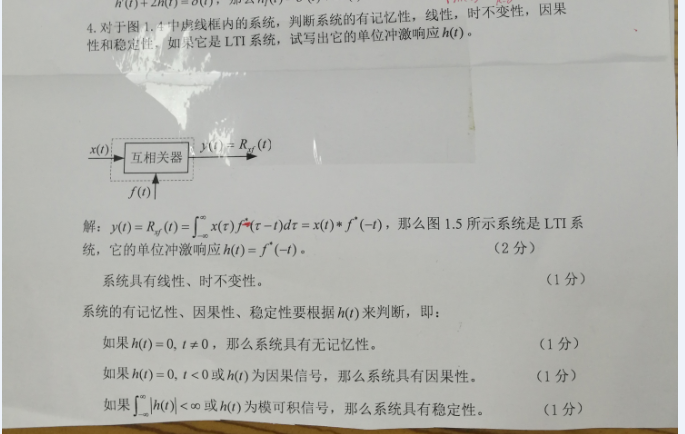 h'(t)+2h(t)=δ(t)，那么
4. 对于图 1.4 中虚线框内的系统，判断系统的有记忆性，线性，时不变性，因果
性和稳定性。如果它是 LTI 系统，试写出它的单位冲激响应 h(t)。
x(t) 互相关器 y(t) = R_{xf}(t)
f(t)
解：y(t) = R_{xf}(t) = ∫_{-∞}^{∞} x(τ) f^*(τ−t)dτ = x(t)* f^*(−t)，那么图 1.5 所示系统是 LTI 系
统，它的单位冲激响应 h(t) = f^*(−t)。 （2 分）
系统具有线性、时不变性。 （1 分）
系统的有记忆性、因果性、稳定性要根据 h(t) 来判断，即：
如果 h(t) = 0, t ≠ 0，那么系统具有无记忆性。 （1 分）
如果 h(t) = 0, t < 0 或 h(t) 为因果信号，那么系统具有因果性。 （1 分）
如果 ∫_{-∞}^{∞} |h(t)| < ∞ 或 h(t) 为模可积信号，那么系统具有稳定性。 （1 分）